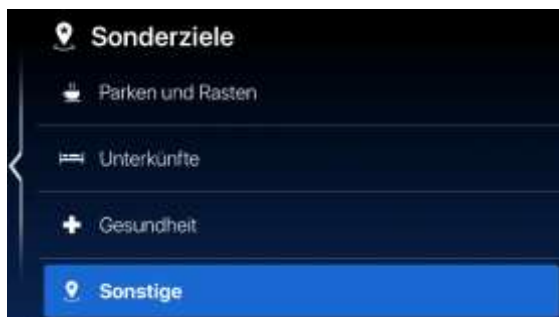 Sonderziele
Parken und Rasten
Unterkünfte
Gesundheit
Sonstige